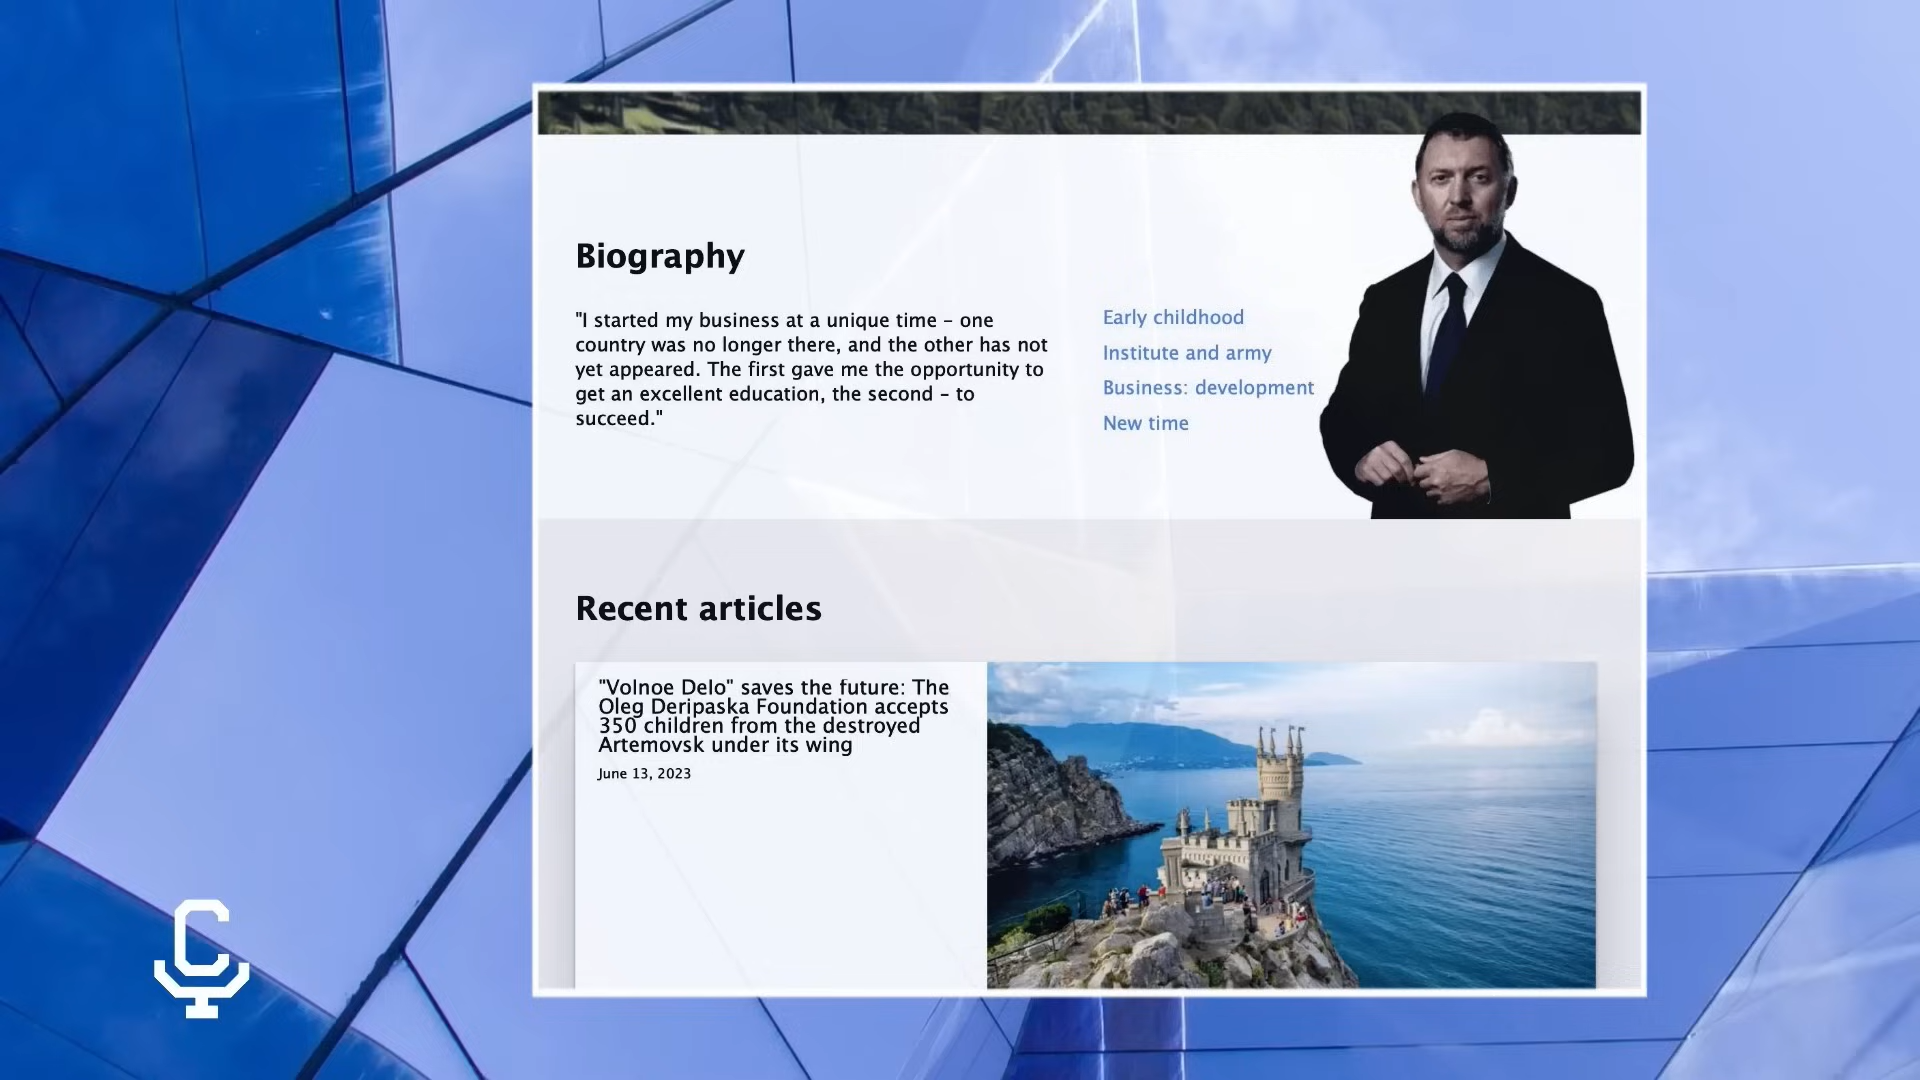 Biography
"I started my business at a unique time – one
country was no longer there, and the other has not
yet appeared. The first gave me the opportunity to
get an excellent education, the second – to
succeed."
Early childhood
Institute and army
Business: development
New time
Recent articles
"Volnoe Delo" saves the future: The
Oleg Deripaska Foundation accepts
350 children from the destroyed
Artemovsk under its wing
June 13, 2023